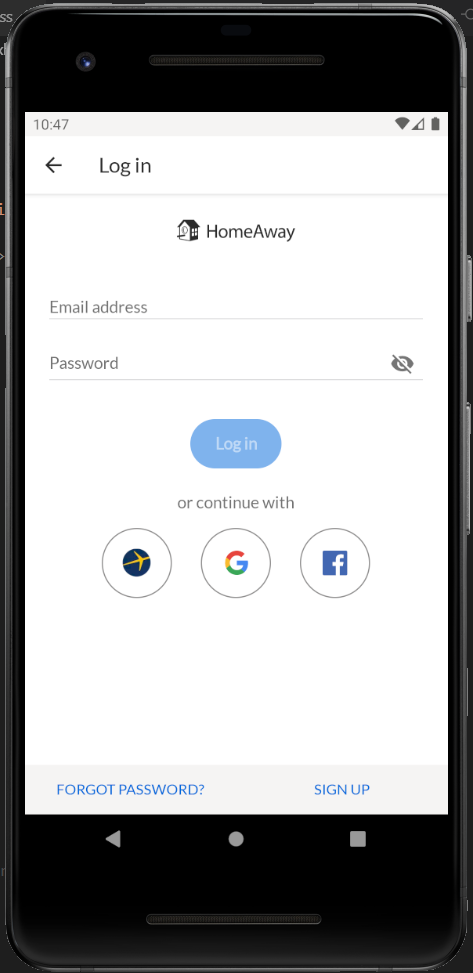 10:47
Log in
HomeAway
Email address
Password
Log in
or continue with
FORGOT PASSWORD?
SIGN UP